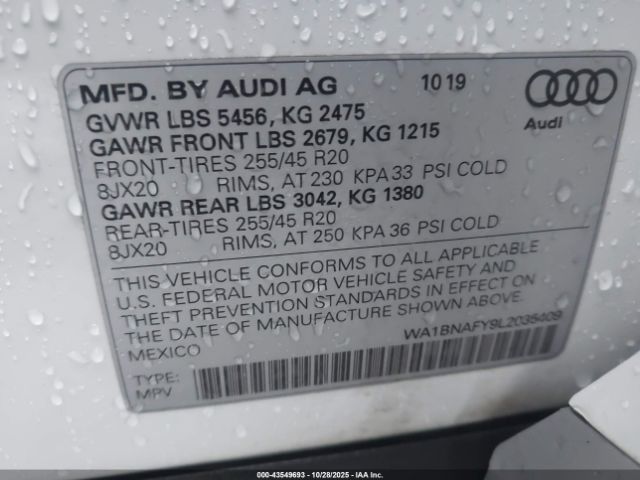 MFD. BY AUDI AG 10 19
GVWR LBS 5456, KG 2475
GAWR FRONT LBS 2679, KG 1215
FRONT-TIRES 255/45 R20
8JX20 RIMS, AT 230 KPA 33 PSI COLD
GAWR REAR LBS 3042, KG 1380
REAR-TIRES 255/45 R20
8JX20 RIMS, AT 250 KPA 36 PSI COLD
Audi
THIS VEHICLE CONFORMS TO ALL APPLICABLE
U.S. FEDERAL MOTOR VEHICLE SAFETY AND
THEFT PREVENTION STANDARDS IN EFFECT ON
THE DATE OF MANUFACTURE SHOWN ABOVE.
MEXICO
WA1BNAFY9L2035409
TYPE:
MPV
00-43549693 - 10/28/2025 - IAA Inc.